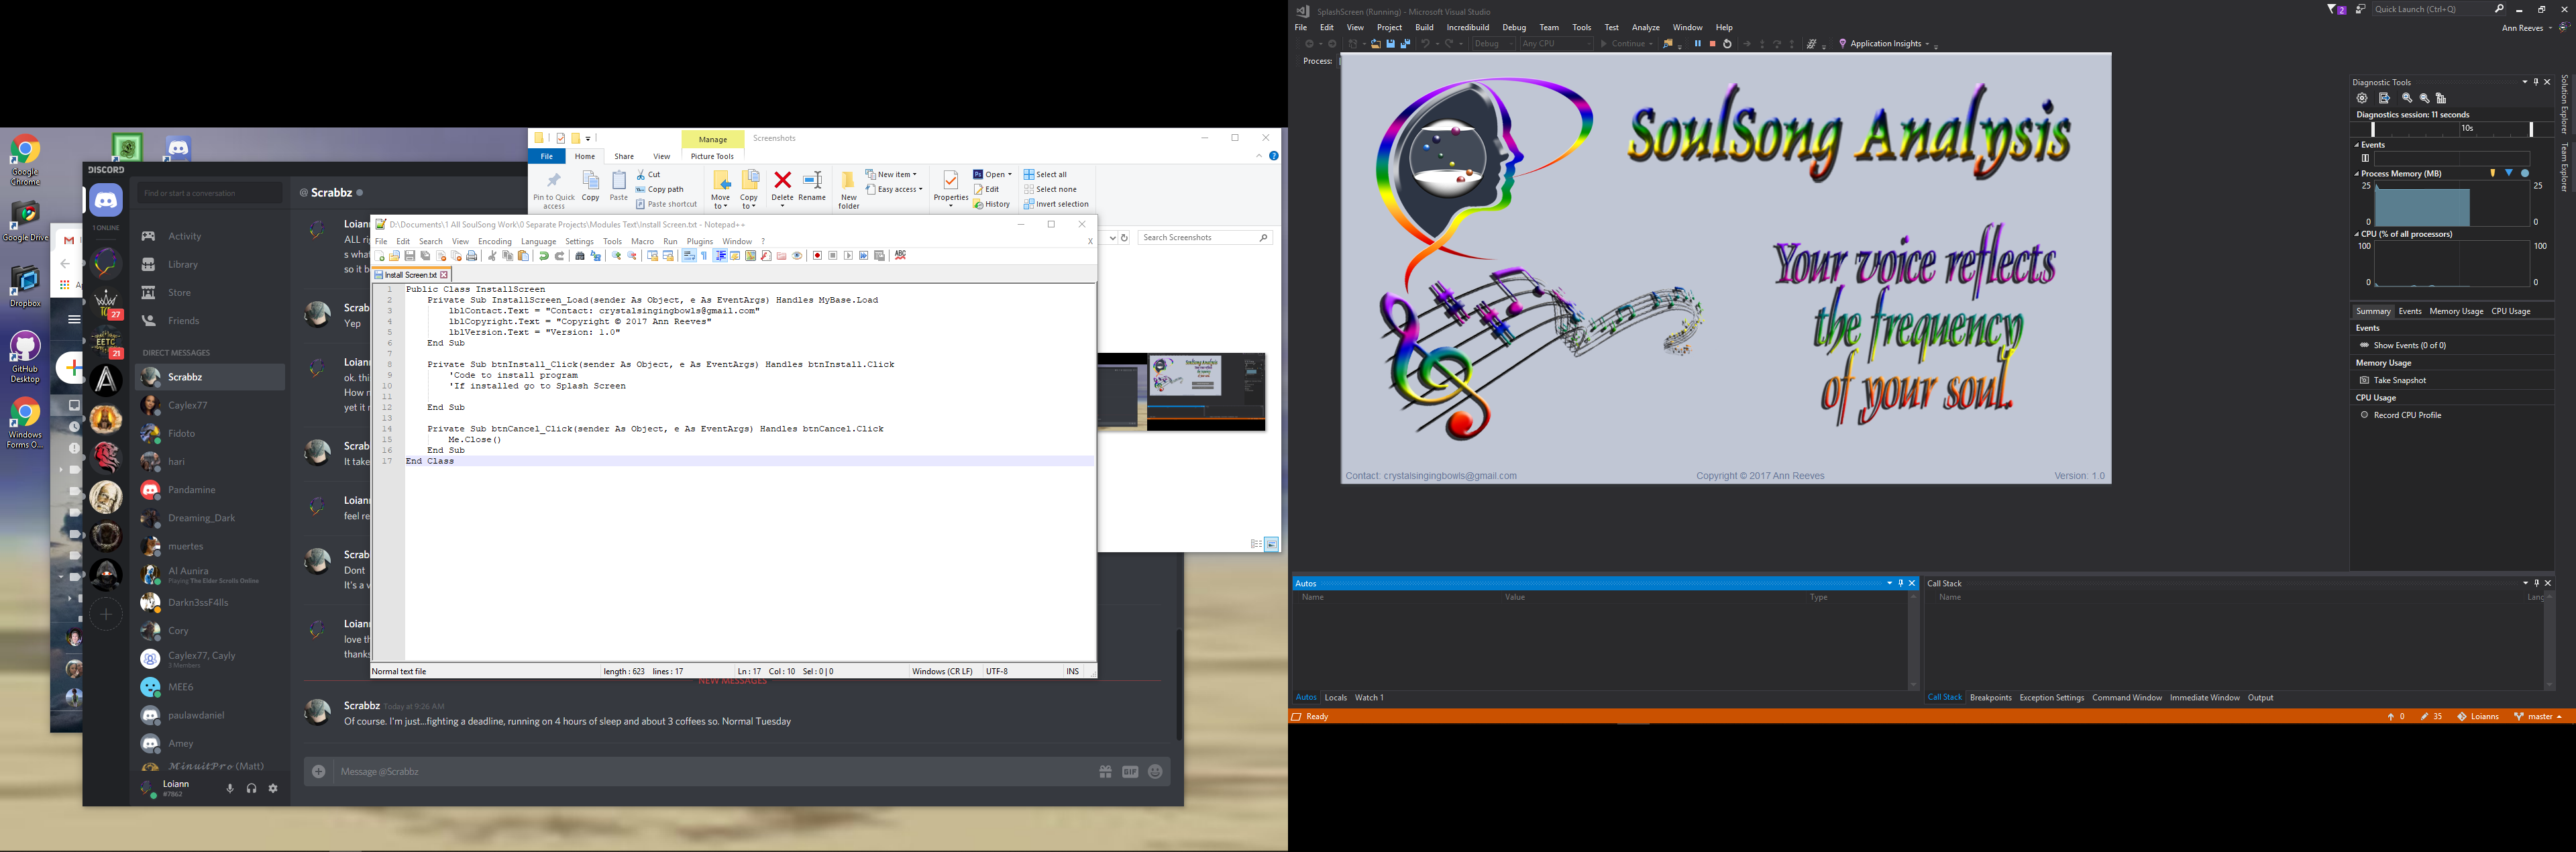 Google Chrome
Google Drive
Dropbox
GitHub Desktop
Windows Forms O...
DISCORD
1 ONLINE
27
EETC
21
Find or start a conversation
Activity
Library
Store
Friends
DIRECT MESSAGES
Scrabbz
Caylex77
Fidoto
hari
Pandamine
Dreaming_Dark
muertes
Al Aunira
Playing The Elder Scrolls Online
Darkn3ssF4lls
Cory
Caylex77, Cayly
3 Members
MEE6
paulawdaniel
Amey
MinuitPro (Matt)
Loiann
#7862
@ Scrabbz
Loian
ALL ri
s what
so it b
Scrab
Yep
Loian
ok. thi
How r
yet it r
Scrab
It take
Loian
feel re
Scrab
Dont
It's a v
Loian
love th
thanks
NEW MESSAGES
Scrabbz Today at 9:26 AM
Of course. I'm just...fighting a deadline, running on 4 hours of sleep and about 3 coffees so. Normal Tuesday
Message @Scrabbz
GIF
Manage Screenshots
File Home Share View Picture Tools
Pin to Quick access
Copy
Paste
Cut
Copy path
Paste shortcut
Move to
Copy to
Delete
Rename
New folder
New item
Easy access
Properties
Open
Edit
History
Select all
Select none
Invert selection
Search Screenshots
D:\Documents\1 All SoulSong Work\0 Separate Projects\Modules Text\Install Screen.txt - Notepad++
File Edit Search View Encoding Language Settings Tools Macro Run Plugins Window ? X
Install Screen.txt
1 Public Class InstallScreen
2 Private Sub InstallScreen_Load(sender As Object, e As EventArgs) Handles MyBase.Load
3 lblContact.Text = "Contact: crystalsingingbowls@gmail.com"
4 lblCopyright.Text = "Copyright © 2017 Ann Reeves"
5 lblVersion.Text = "Version: 1.0"
6 End Sub
7
8 Private Sub btnInstall_Click(sender As Object, e As EventArgs) Handles btnInstall.Click
9 'Code to install program
10 'If installed go to Splash Screen
11
12 End Sub
13
14 Private Sub btnCancel_Click(sender As Object, e As EventArgs) Handles btnCancel.Click
15 Me.Close()
16 End Sub
17 End Class
Normal text file length : 623 lines : 17 Ln : 17 Col : 10 Sel : 0 | 0 Windows (CR LF) UTF-8 INS
SplashScreen (Running) - Microsoft Visual Studio
2
Quick Launch (Ctrl+Q)
File Edit View Project Build Incredibuild Debug Team Tools Test Analyze Window Help
Ann Reeves
Debug Any CPU Continue Application Insights
Process:
SoulSong Analysis
Your voice reflects
the frequency
of your soul.
Contact: crystalsingingbowls@gmail.com Copyright © 2017 Ann Reeves Version: 1.0
Diagnostic Tools
Diagnostics session: 11 seconds
10s
Events
Process Memory (MB)
25 25
0 0
CPU (% of all processors)
100 100
0 0
Summary Events Memory Usage CPU Usage
Events
Show Events (0 of 0)
Memory Usage
Take Snapshot
CPU Usage
Record CPU Profile
Solution Explorer
Team Explorer
Autos
Name Value Type
Autos Locals Watch 1
Call Stack
Name Lang
Call Stack Breakpoints Exception Settings Command Window Immediate Window Output
Ready
0 35 Loianns master